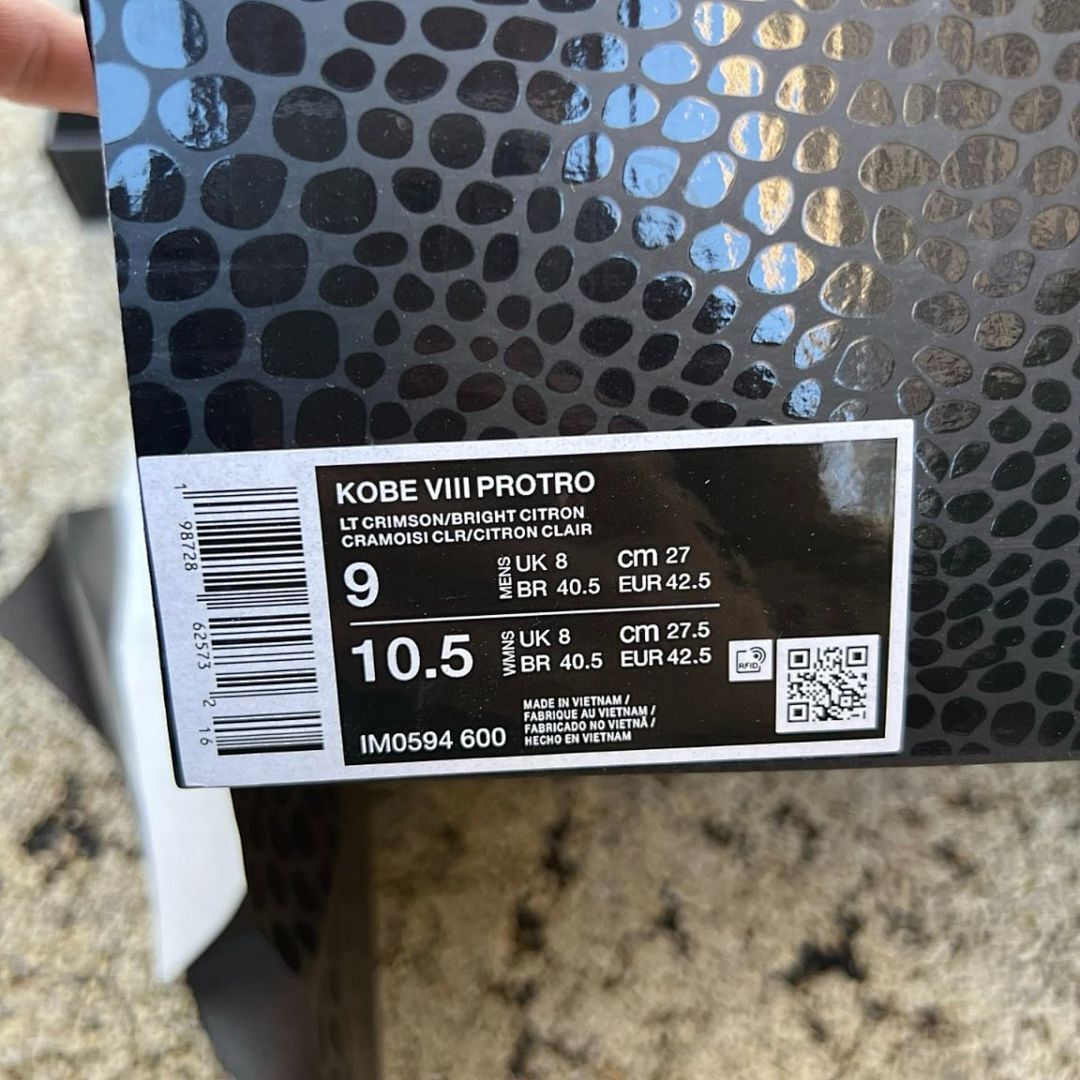 KOBE VIII PROTRO
LT CRIMSON/BRIGHT CITRON
CRAMOISI CLR/CITRON CLAIR
9 MENS UK 8 cm 27
BR 40.5 EUR 42.5
10.5 WMNS UK 8 cm 27.5
BR 40.5 EUR 42.5
RFID
MADE IN VIETNAM /
FABRIQUE AU VIETNAM /
FABRICADO NO VIETNÃ /
HECHO EN VIETNAM
IM0594 600
1 98728 62573 2 16